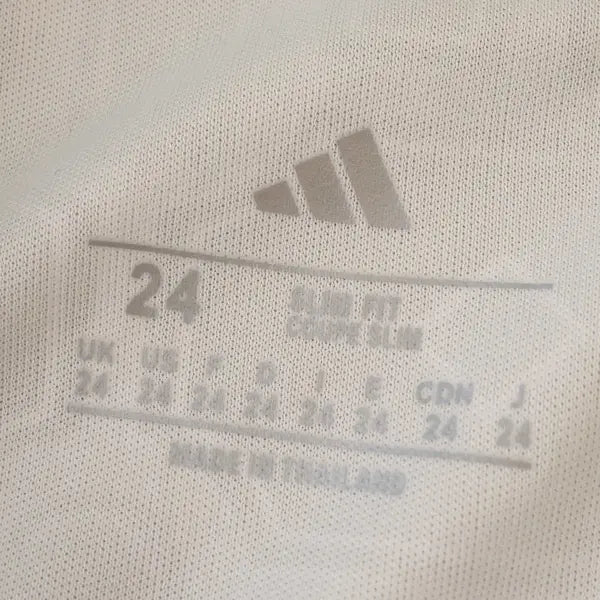 24
SLIM FIT
COUPE SLIM
UK US F D I E CDN J
24 24 24 24 24 24 24 24
MADE IN THAILAND